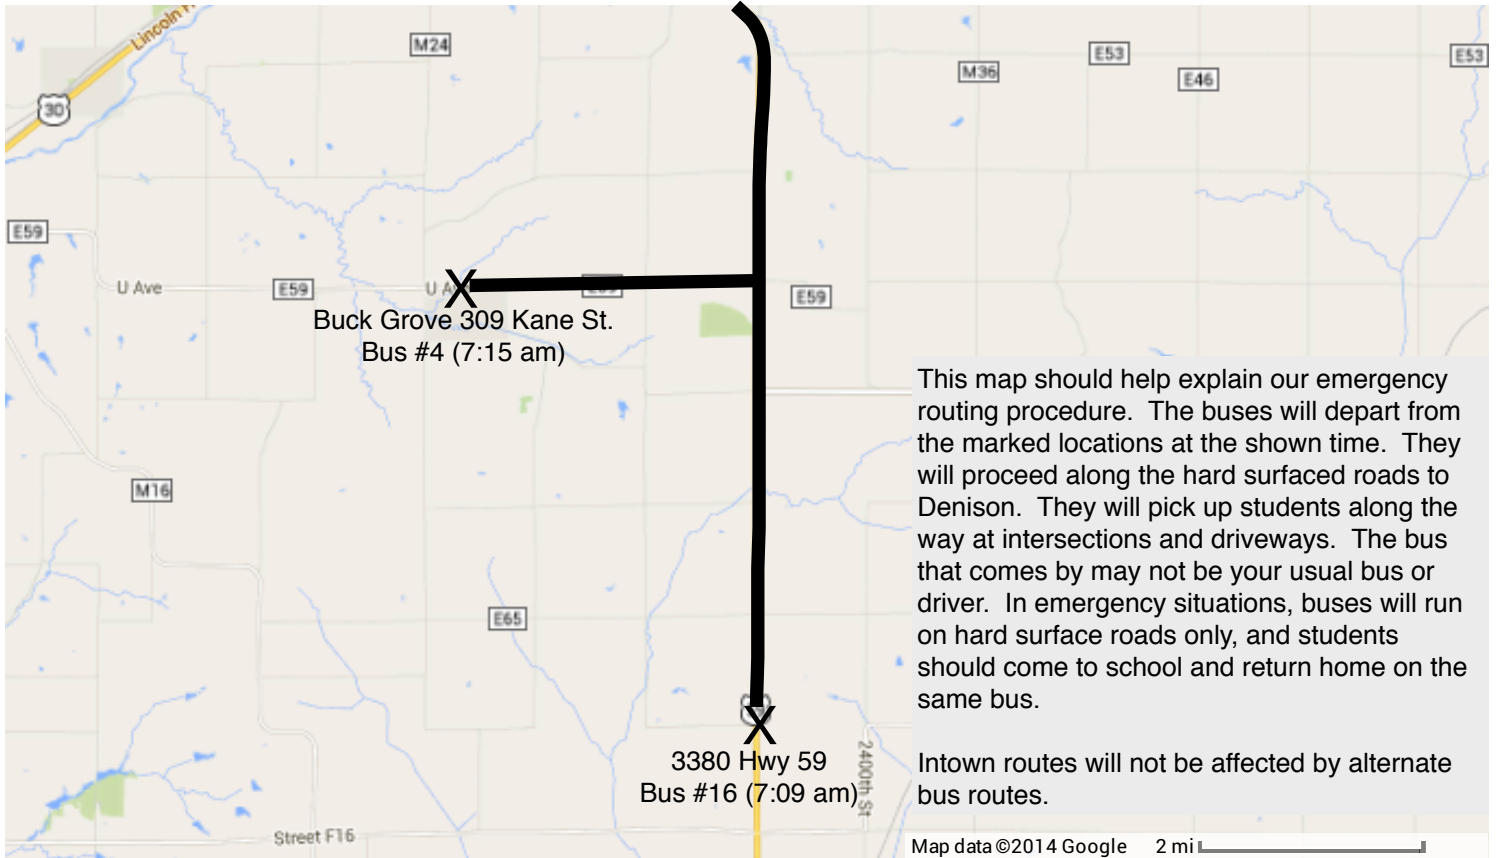 Lincoln H
M24
E53
E53
M36
E46
30
E59
U Ave
E59
U A
E59
Buck Grove 309 Kane St.
Bus #4 (7:15 am)
This map should help explain our emergency
routing procedure.  The buses will depart from
the marked locations at the shown time.  They
will proceed along the hard surfaced roads to
Denison.  They will pick up students along the
way at intersections and driveways.  The bus
that comes by may not be your usual bus or
driver.  In emergency situations, buses will run
on hard surface roads only, and students
should come to school and return home on the
same bus.
Intown routes will not be affected by alternate
bus routes.
M16
E65
3380 Hwy 59
Bus #16 (7:09 am)
2400th St
Street F16
Map data ©2014 Google
2 mi
X
X